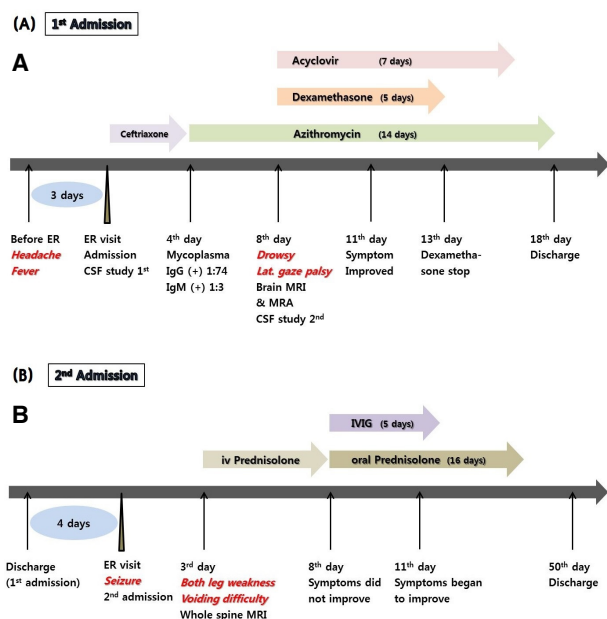 (A) 1st Admission
A
Acyclovir (7 days)
Dexamethasone (5 days)
Ceftriaxone
Azithromycin (14 days)
3 days
Before ER
Headache
Fever
ER visit
Admission
CSF study 1st
4th day
Mycoplasma
IgG (+) 1:74
IgM (+) 1:3
8th day
Drowsy
Lat. gaze palsy
Brain MRI
& MRA
CSF study 2nd
11th day
Symptom
Improved
13th day
Dexametha-
sone stop
18th day
Discharge
(B) 2nd Admission
B
IVIG (5 days)
iv Prednisolone
oral Prednisolone (16 days)
4 days
Discharge
(1st admission)
ER visit
Seizure
2nd admission
3rd day
Both leg weakness
Voiding difficulty
Whole spine MRI
8th day
Symptoms did
not improve
11th day
Symptoms began
to improve
50th day
Discharge